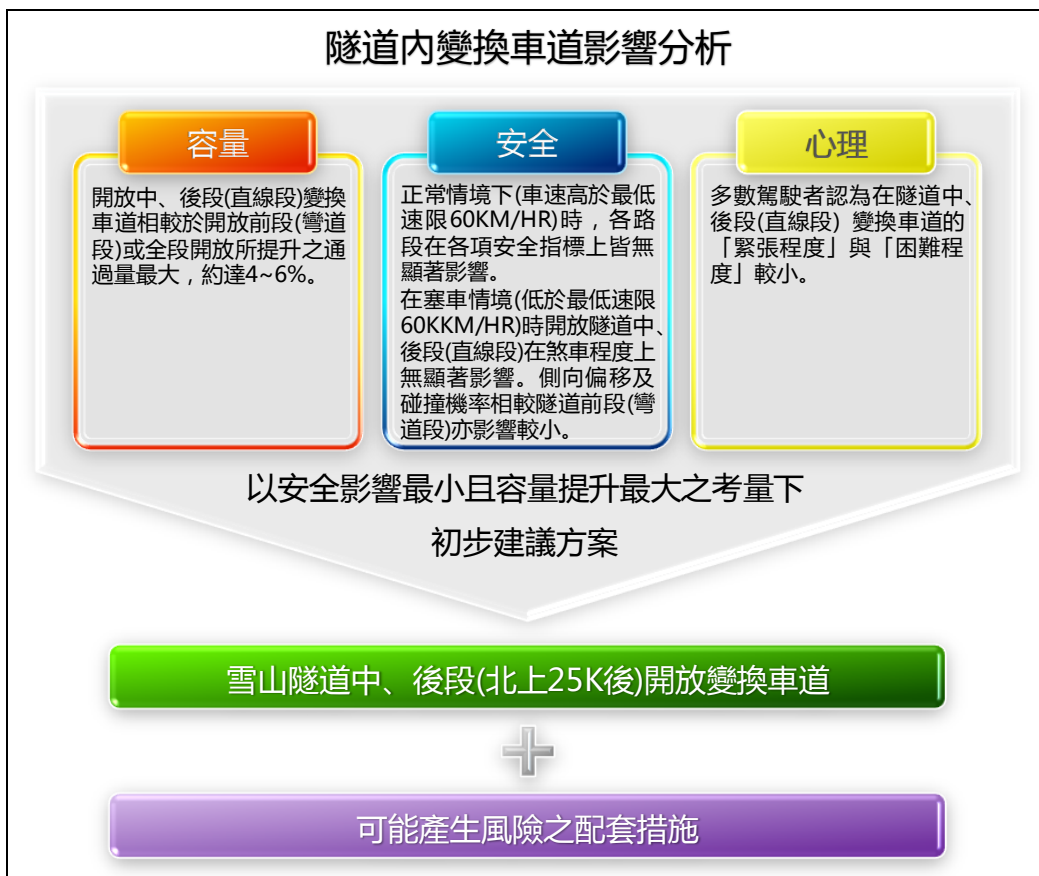 隧道內變換車道影響分析
容量
開放中、後段(直線段)變換
車道相較於開放前段(彎道
段)或全段開放所提升之通
過量最大，約達4~6%。
安全
正常情境下(車速高於最低
速限60KM/HR)時，各路
段在各項安全指標上皆無
顯著影響。
在塞車情境(低於最低速限
60KKM/HR)時開放隧道中、
後段(直線段)在煞車程度上
無顯著影響。側向偏移及
碰撞機率相較隧道前段(彎
道段)亦影響較小。
心理
多數駕駛者認為在隧道中、
後段(直線段) 變換車道的
「緊張程度」與「困難程
度」較小。
以安全影響最小且容量提升最大之考量下
初步建議方案
雪山隧道中、後段(北上25K後)開放變換車道
可能產生風險之配套措施